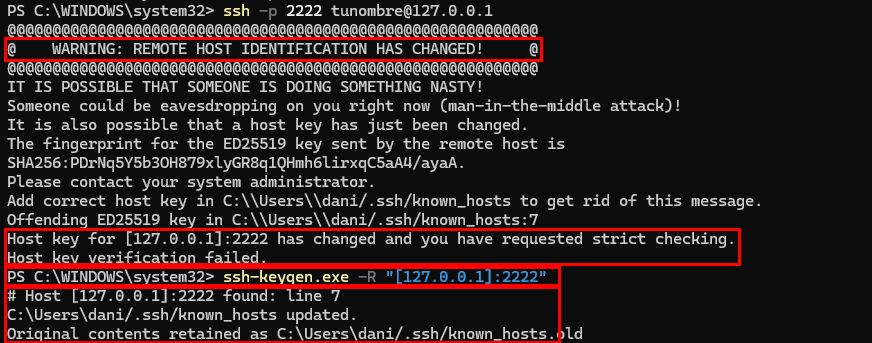 PS C:\WINDOWS\system32> ssh -p 2222 tunombre@127.0.0.1
@@@@@@@@@@@@@@@@@@@@@@@@@@@@@@@@@@@@@@@@@@@@@@@@@@@@@@@@@@@
@    WARNING: REMOTE HOST IDENTIFICATION HAS CHANGED!     @
@@@@@@@@@@@@@@@@@@@@@@@@@@@@@@@@@@@@@@@@@@@@@@@@@@@@@@@@@@@
IT IS POSSIBLE THAT SOMEONE IS DOING SOMETHING NASTY!
Someone could be eavesdropping on you right now (man-in-the-middle attack)!
It is also possible that a host key has just been changed.
The fingerprint for the ED25519 key sent by the remote host is
SHA256:PDrNq5Y5b3OH879xlyGR8q1QHmh6lirxqC5aA4/ayaA.
Please contact your system administrator.
Add correct host key in C:\\Users\\dani/.ssh/known_hosts to get rid of this message.
Offending ED25519 key in C:\\Users\\dani/.ssh/known_hosts:7
Host key for [127.0.0.1]:2222 has changed and you have requested strict checking.
Host key verification failed.
PS C:\WINDOWS\system32> ssh-keygen.exe -R "[127.0.0.1]:2222"
# Host [127.0.0.1]:2222 found: line 7
C:\Users\dani/.ssh/known_hosts updated.
Original contents retained as C:\Users\dani/.ssh/known_hosts.old